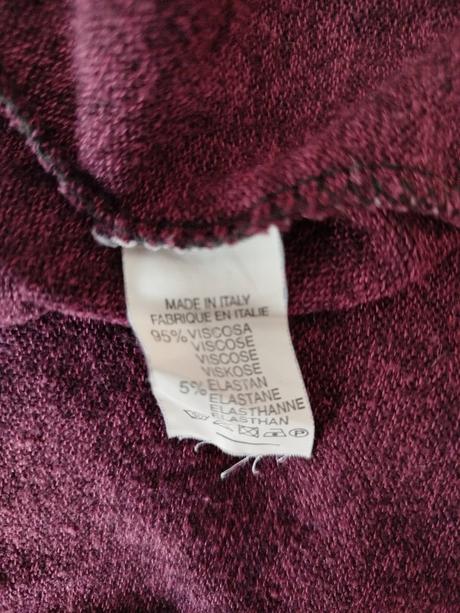 MADE IN ITALY
FABRIQUE EN ITALIE
95% VISCOSA
VISCOSE
VISCOSE
VISKOSE
5% ELASTAN
ELASTANE
ELASTHANNE
ELASTHAN
P